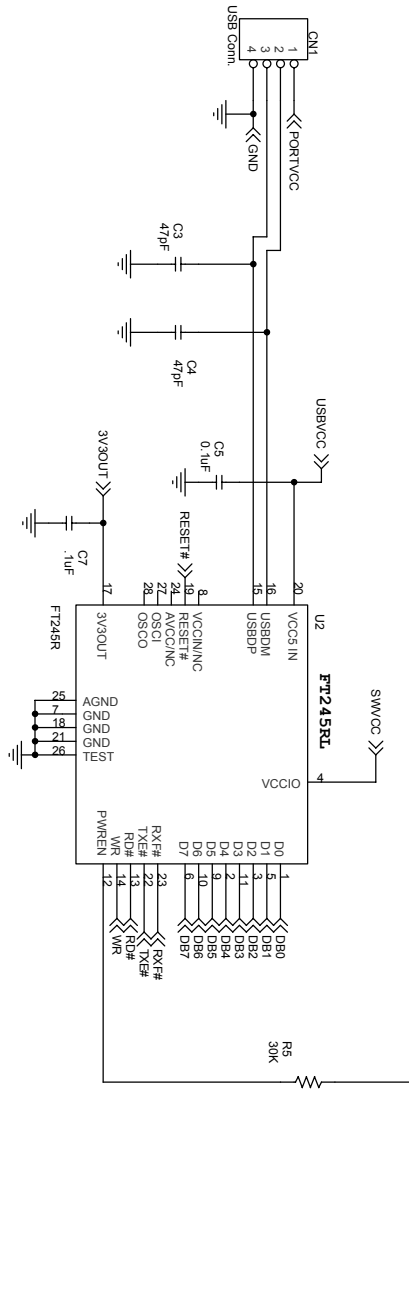 CN1
1
2
3
4
USB Conn.
PORTVCC
GND
C3
47pF
C4
47pF
USBVCC
C5
0.1uF
RESET#
3V3OUT
C7
.1uF
U2
FT245RL
SWVCC
20
VCC5 IN
16
USBDM
15
USBDP
8
VCCIN/NC
19
RESET#
24
AVCC/NC
27
OSCI
28
OSCO
17
3V3OUT
FT245R
VCCIO
4
25
AGND
7
GND
18
GND
21
GND
26
TEST
D0
1
DB0
D1
5
DB1
D2
3
DB2
D3
11
DB3
D4
2
DB4
D5
9
DB5
D6
10
DB6
D7
6
DB7
RXF#
23
RXF#
TXE#
22
TXE#
RD#
13
RD#
WR
14
WR
PWREN
12
R5
30K